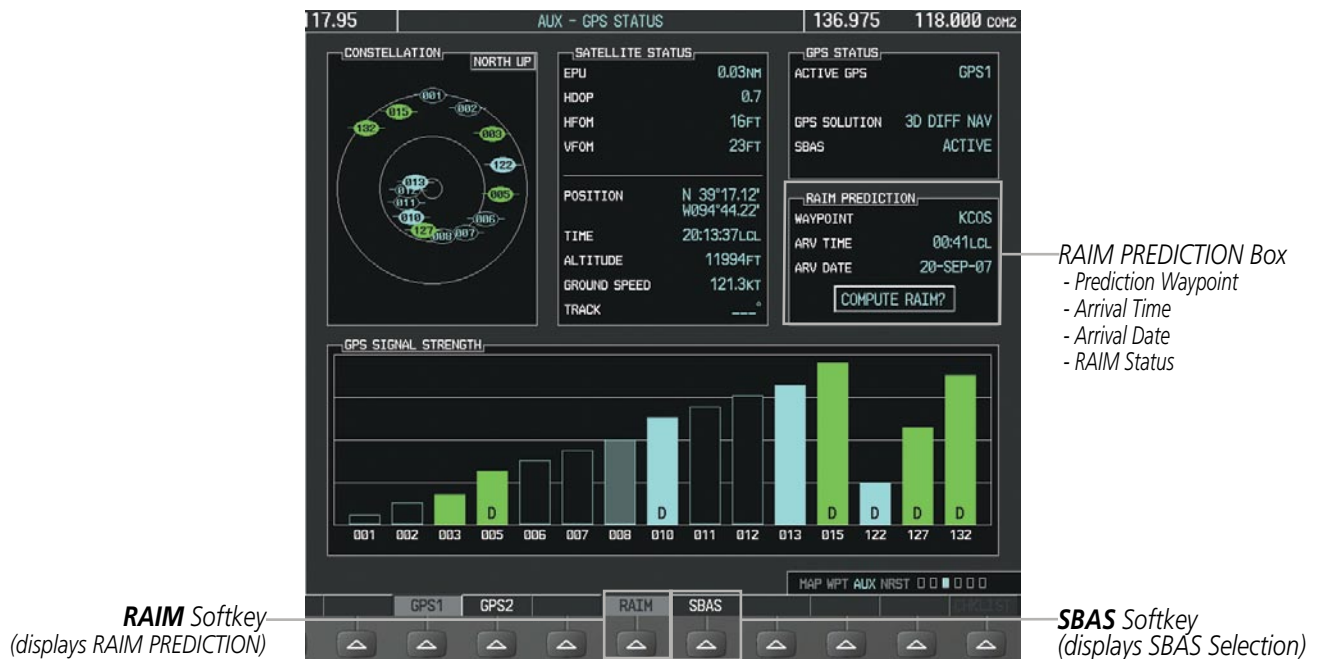 117.95 AUX - GPS STATUS 136.975 118.000 COM2
CONSTELLATION
NORTH UP
001
002
015
132
003
122
013
012
011
005
010
006
127
008
007
SATELLITE STATUS
EPU 0.03NM
HDOP 0.7
HFOM 16FT
VFOM 23FT
POSITION N 39°17.12'
W094°44.22'
TIME 20:13:37LCL
ALTITUDE 11994FT
GROUND SPEED 121.3KT
TRACK ___°
GPS STATUS
ACTIVE GPS GPS1
GPS SOLUTION 3D DIFF NAV
SBAS ACTIVE
RAIM PREDICTION
WAYPOINT KCOS
ARV TIME 00:41LCL
ARV DATE 20-SEP-07
COMPUTE RAIM?
RAIM PREDICTION Box
- Prediction Waypoint
- Arrival Time
- Arrival Date
- RAIM Status
GPS SIGNAL STRENGTH
D D D D D D
001 002 003 005 006 007 008 010 011 012 013 015 122 127 132
MAP WPT AUX NRST
GPS1 GPS2 RAIM SBAS CHKLIST
RAIM Softkey
(displays RAIM PREDICTION)
SBAS Softkey
(displays SBAS Selection)